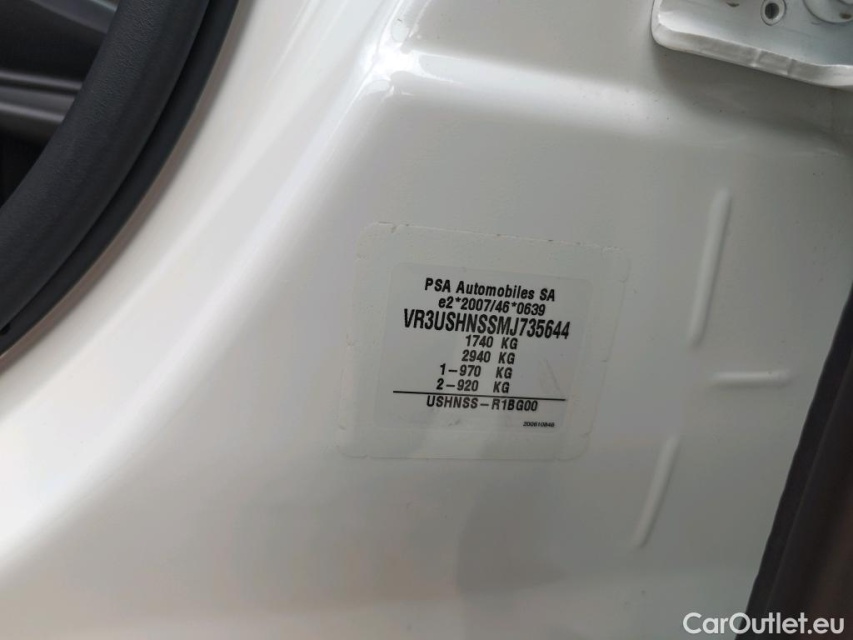 PSA Automobiles SA
e2*2007/46*0639
VR3USHNSSMJ735644
1740 KG
2940 KG
1-970 KG
2-920 KG
USHNSS-R1BG00
200610846
CarOutlet.eu